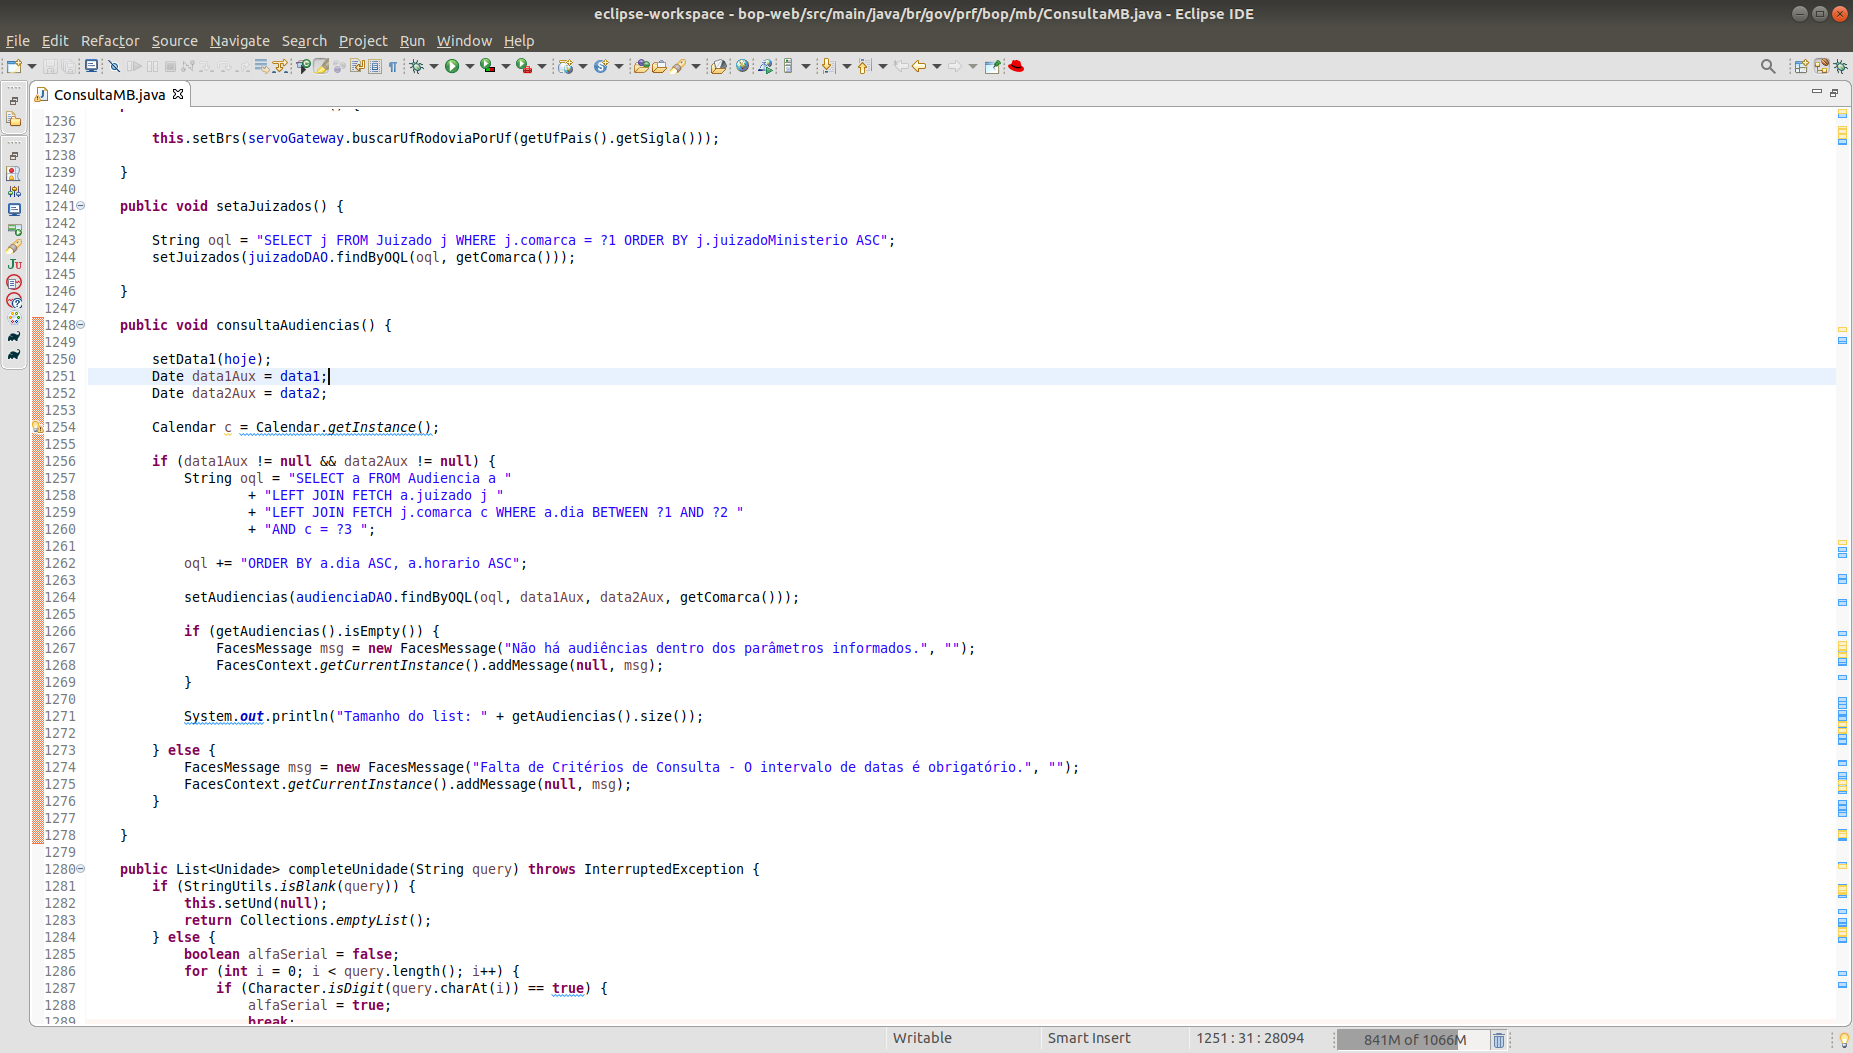 eclipse-workspace - bop-web/src/main/java/br/gov/prf/bop/mb/ConsultaMB.java - Eclipse IDE
File Edit Refactor Source Navigate Search Project Run Window Help
ConsultaMB.java
1236
1237 this.setBrs(servoGateway.buscarUfRodoviaPorUf(getUfPais().getSigla()));
1238
1239 }
1240
1241 public void setaJuizados() {
1242
1243 String oql = "SELECT j FROM Juizado j WHERE j.comarca = ?1 ORDER BY j.juizadoMinisterio ASC";
1244 setJuizados(juizadoDAO.findByOQL(oql, getComarca()));
1245
1246 }
1247
1248 public void consultaAudiencias() {
1249
1250 setData1(hoje);
1251 Date data1Aux = data1;
1252 Date data2Aux = data2;
1253
1254 Calendar c = Calendar.getInstance();
1255
1256 if (data1Aux != null && data2Aux != null) {
1257 String oql = "SELECT a FROM Audiencia a "
1258 + "LEFT JOIN FETCH a.juizado j "
1259 + "LEFT JOIN FETCH j.comarca c WHERE a.dia BETWEEN ?1 AND ?2 "
1260 + "AND c = ?3 ";
1261
1262 oql += "ORDER BY a.dia ASC, a.horario ASC";
1263
1264 setAudiencias(audienciaDAO.findByOQL(oql, data1Aux, data2Aux, getComarca()));
1265
1266 if (getAudiencias().isEmpty()) {
1267 FacesMessage msg = new FacesMessage("Não há audiências dentro dos parâmetros informados.", "");
1268 FacesContext.getCurrentInstance().addMessage(null, msg);
1269 }
1270
1271 System.out.println("Tamanho do list: " + getAudiencias().size());
1272
1273 } else {
1274 FacesMessage msg = new FacesMessage("Falta de Critérios de Consulta - O intervalo de datas é obrigatório.", "");
1275 FacesContext.getCurrentInstance().addMessage(null, msg);
1276 }
1277
1278 }
1279
1280 public List<Unidade> completeUnidade(String query) throws InterruptedException {
1281 if (StringUtils.isBlank(query)) {
1282 this.setUnd(null);
1283 return Collections.emptyList();
1284 } else {
1285 boolean alfaSerial = false;
1286 for (int i = 0; i < query.length(); i++) {
1287 if (Character.isDigit(query.charAt(i)) == true) {
1288 alfaSerial = true;
1289 break;
Writable Smart Insert 1251 : 31 : 28094 841M of 1066M